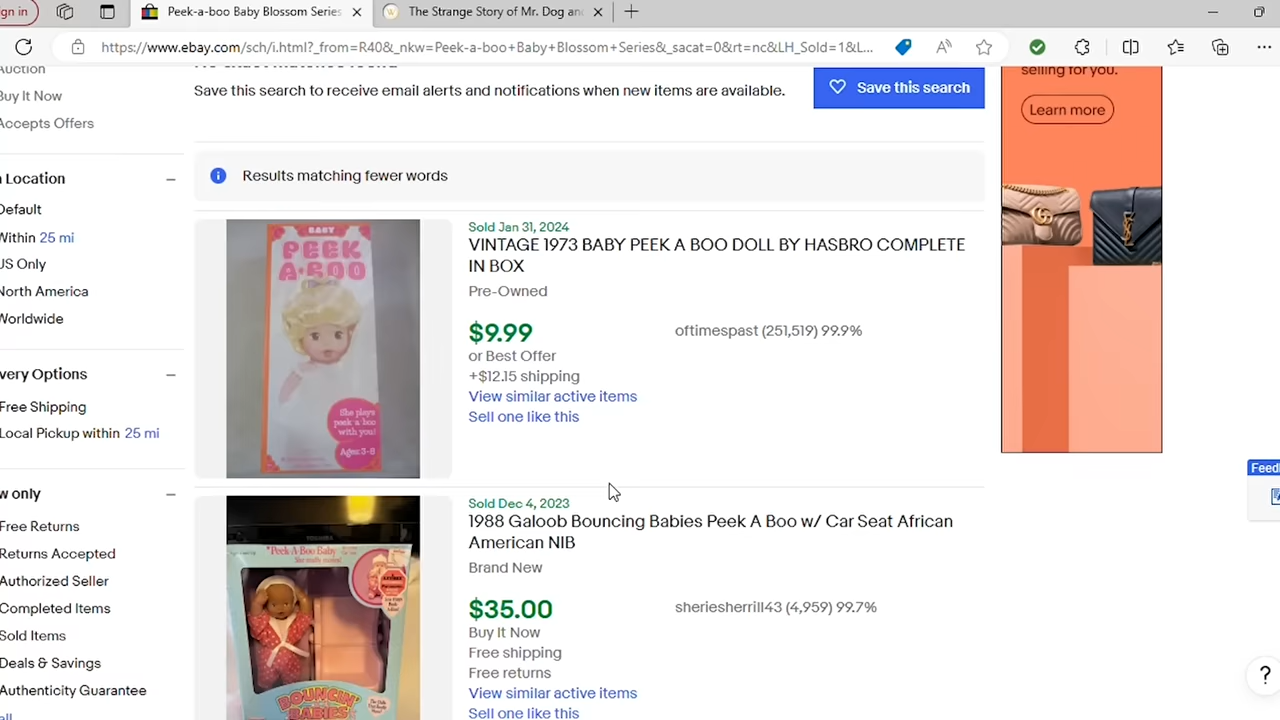 gn in
Peek-a-boo Baby Blossom Series
The Strange Story of Mr. Dog and
https://www.ebay.com/sch/i.html?_from=R40&_nkw=Peek-a-boo+Baby+Blossom+Series&_sacat=0&rt=nc&LH_Sold=1&L...
Auction
Buy It Now
Accepts Offers
Location
Default
Within 25 mi
US Only
North America
Worldwide
very Options
Free Shipping
Local Pickup within 25 mi
w only
Free Returns
Returns Accepted
Authorized Seller
Completed Items
Sold Items
Deals & Savings
Authenticity Guarantee
all
No exact matches found
Save this search to receive email alerts and notifications when new items are available.
Save this search
Results matching fewer words
BABY
PEEK
A•BOO
She plays
peek a boo
with you!
Ages 3-8
Sold Jan 31, 2024
VINTAGE 1973 BABY PEEK A BOO DOLL BY HASBRO COMPLETE
IN BOX
Pre-Owned
$9.99
or Best Offer
+$12.15 shipping
View similar active items
Sell one like this
oftimespast (251,519) 99.9%
Peek-A-Boo Baby
BOUNCIN'
BABIES
Sold Dec 4, 2023
1988 Galoob Bouncing Babies Peek A Boo w/ Car Seat African
American NIB
Brand New
$35.00
Buy It Now
Free shipping
Free returns
View similar active items
Sell one like this
sheriesherrill43 (4,959) 99.7%
selling for you.
Learn more
Feed
?